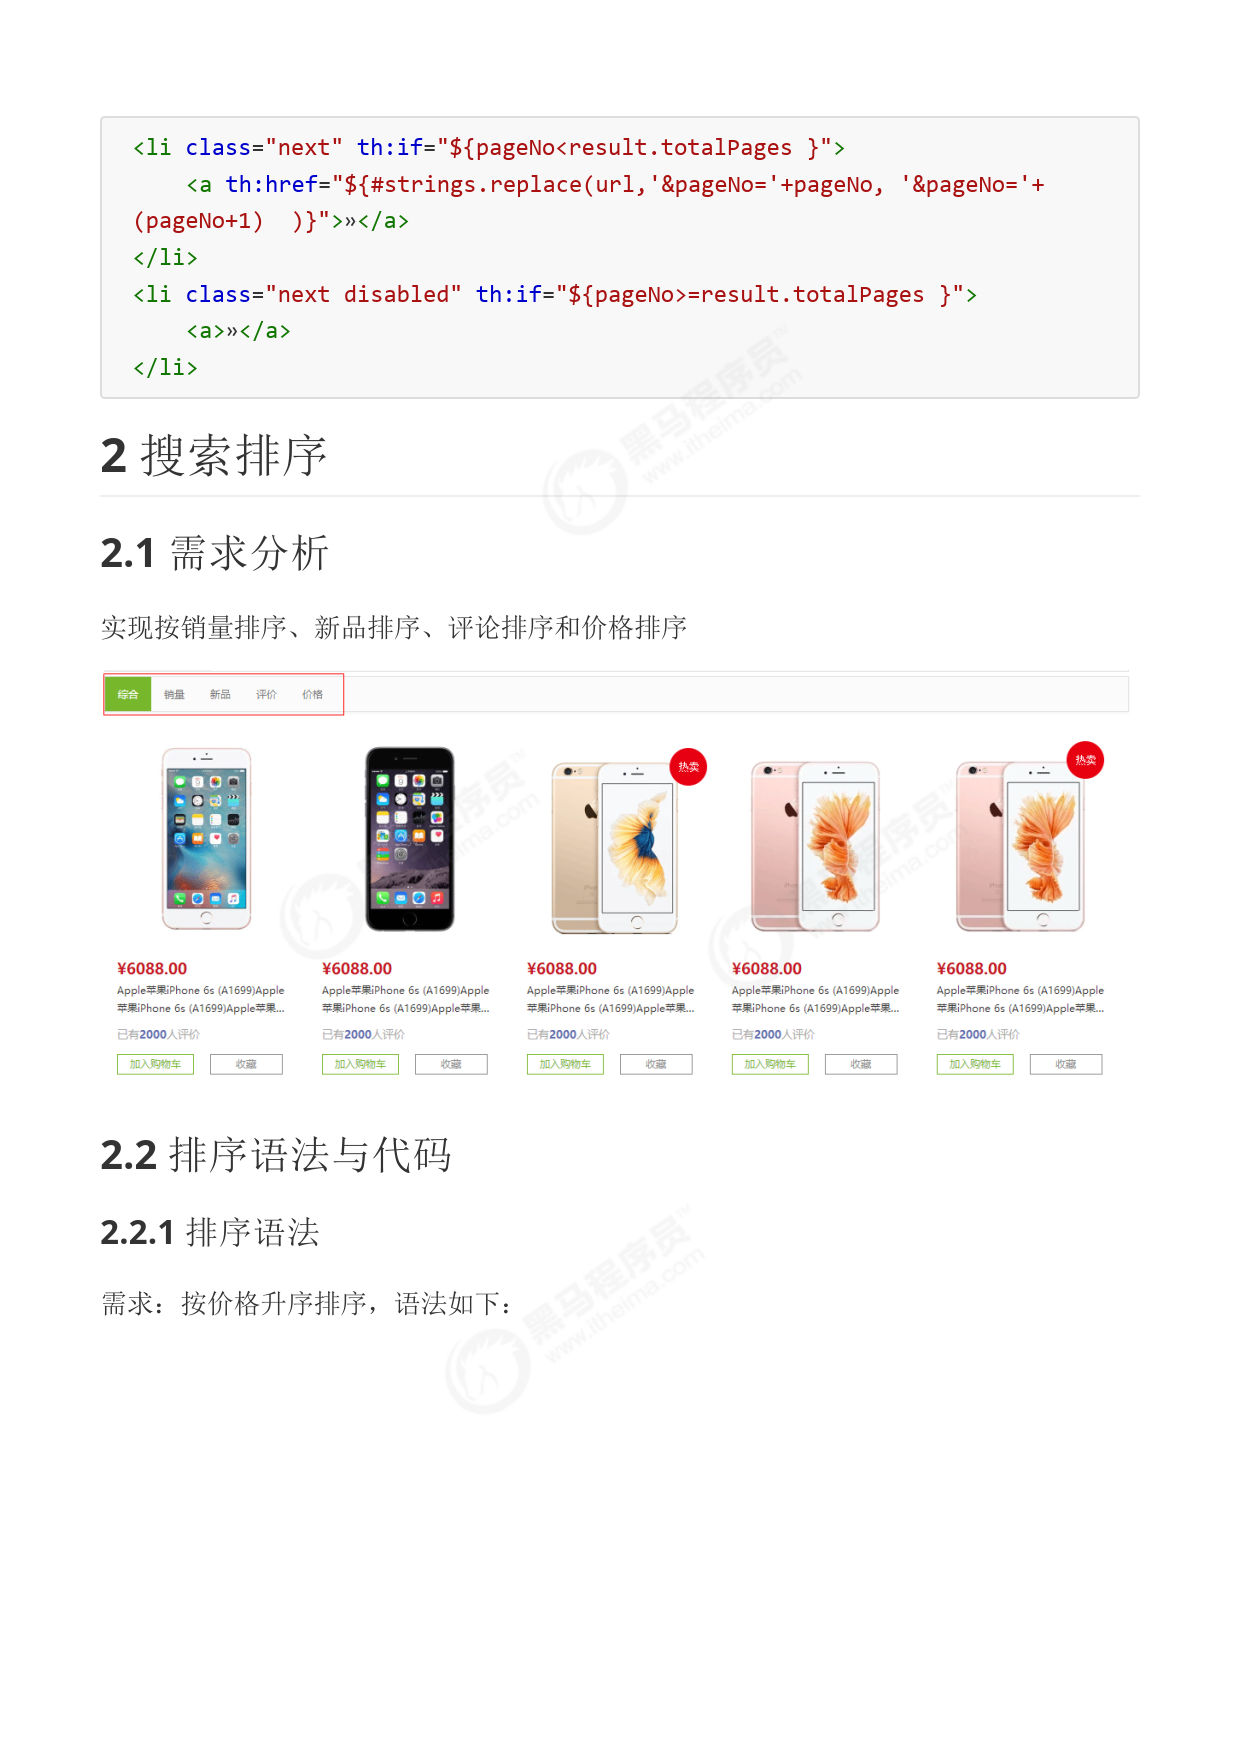 <li class="next" th:if="${pageNo<result.totalPages }">
<a th:href="${#strings.replace(url,'&pageNo='+pageNo, '&pageNo='+
(pageNo+1)  )}">»</a>
</li>
<li class="next disabled" th:if="${pageNo>=result.totalPages }">
<a>»</a>
</li>
2 搜索排序
2.1 需求分析
实现按销量排序、新品排序、评论排序和价格排序
综合 销量 新品 评价 价格
热卖 热卖
¥6088.00 ¥6088.00 ¥6088.00 ¥6088.00 ¥6088.00
Apple苹果iPhone 6s (A1699)Apple Apple苹果iPhone 6s (A1699)Apple Apple苹果iPhone 6s (A1699)Apple Apple苹果iPhone 6s (A1699)Apple Apple苹果iPhone 6s (A1699)Apple
苹果iPhone 6s (A1699)Apple苹果... 苹果iPhone 6s (A1699)Apple苹果... 苹果iPhone 6s (A1699)Apple苹果... 苹果iPhone 6s (A1699)Apple苹果... 苹果iPhone 6s (A1699)Apple苹果...
已有2000人评价 已有2000人评价 已有2000人评价 已有2000人评价 已有2000人评价
加入购物车 收藏 加入购物车 收藏 加入购物车 收藏 加入购物车 收藏 加入购物车 收藏
2.2 排序语法与代码
2.2.1 排序语法
需求：按价格升序排序，语法如下：
黑马程序员™
www.itheima.com